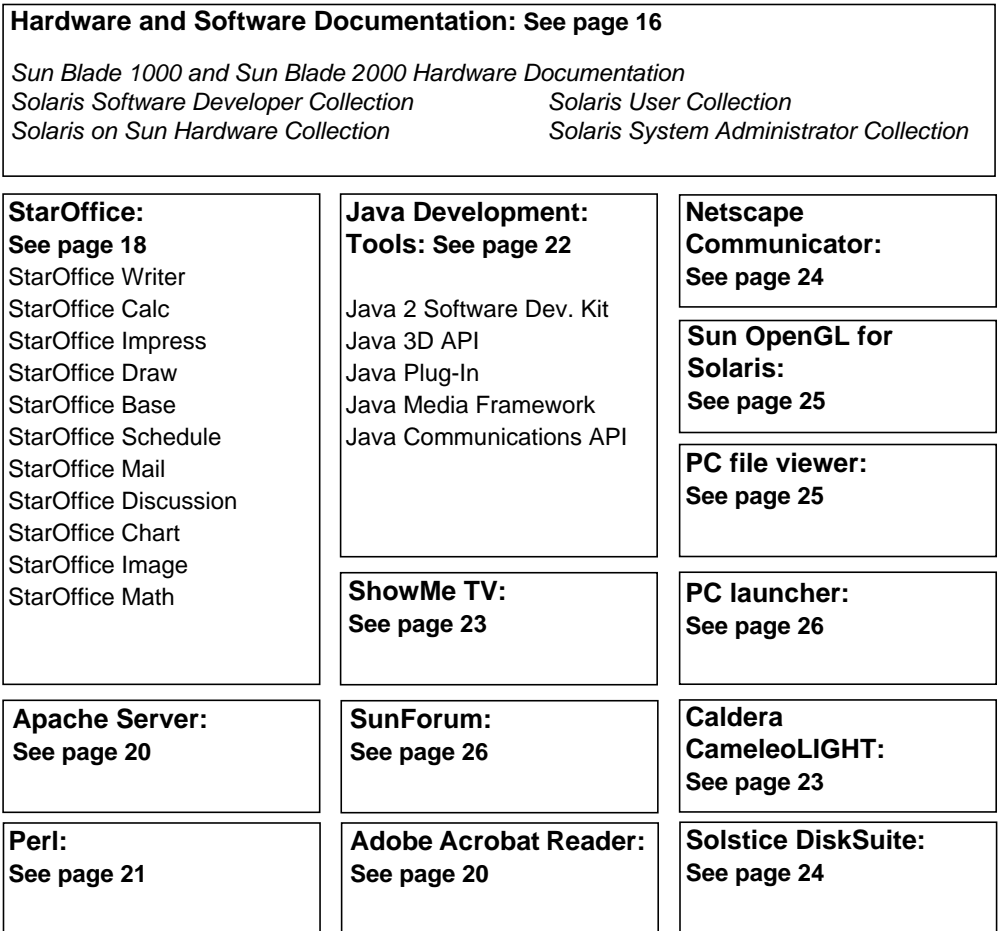 Hardware and Software Documentation: See page 16
Sun Blade 1000 and Sun Blade 2000 Hardware Documentation
Solaris Software Developer Collection Solaris User Collection
Solaris on Sun Hardware Collection Solaris System Administrator Collection
StarOffice:
See page 18
StarOffice Writer
StarOffice Calc
StarOffice Impress
StarOffice Draw
StarOffice Base
StarOffice Schedule
StarOffice Mail
StarOffice Discussion
StarOffice Chart
StarOffice Image
StarOffice Math
Java Development:
Tools: See page 22
Java 2 Software Dev. Kit
Java 3D API
Java Plug-In
Java Media Framework
Java Communications API
Netscape
Communicator:
See page 24
Sun OpenGL for
Solaris:
See page 25
PC file viewer:
See page 25
ShowMe TV:
See page 23
PC launcher:
See page 26
Apache Server:
See page 20
SunForum:
See page 26
Caldera
CameleoLIGHT:
See page 23
Perl:
See page 21
Adobe Acrobat Reader:
See page 20
Solstice DiskSuite:
See page 24